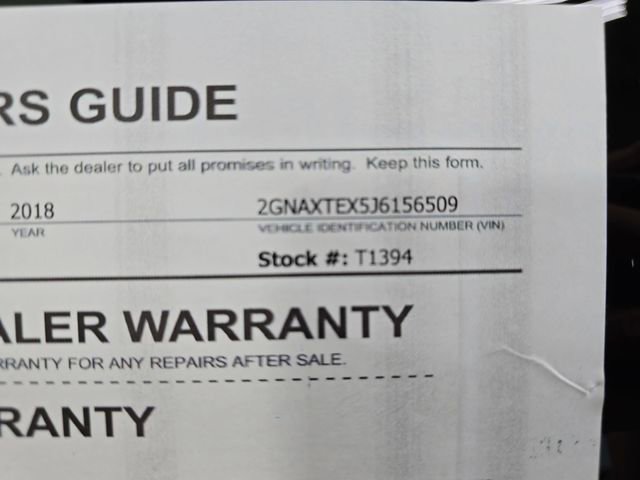 RS GUIDE
. Ask the dealer to put all promises in writing. Keep this form.
2018 2GNAXTEX5J6156509
YEAR VEHICLE IDENTIFICATION NUMBER (VIN)
Stock #: T1394
ALER WARRANTY
RRANTY FOR ANY REPAIRS AFTER SALE.
RANTY